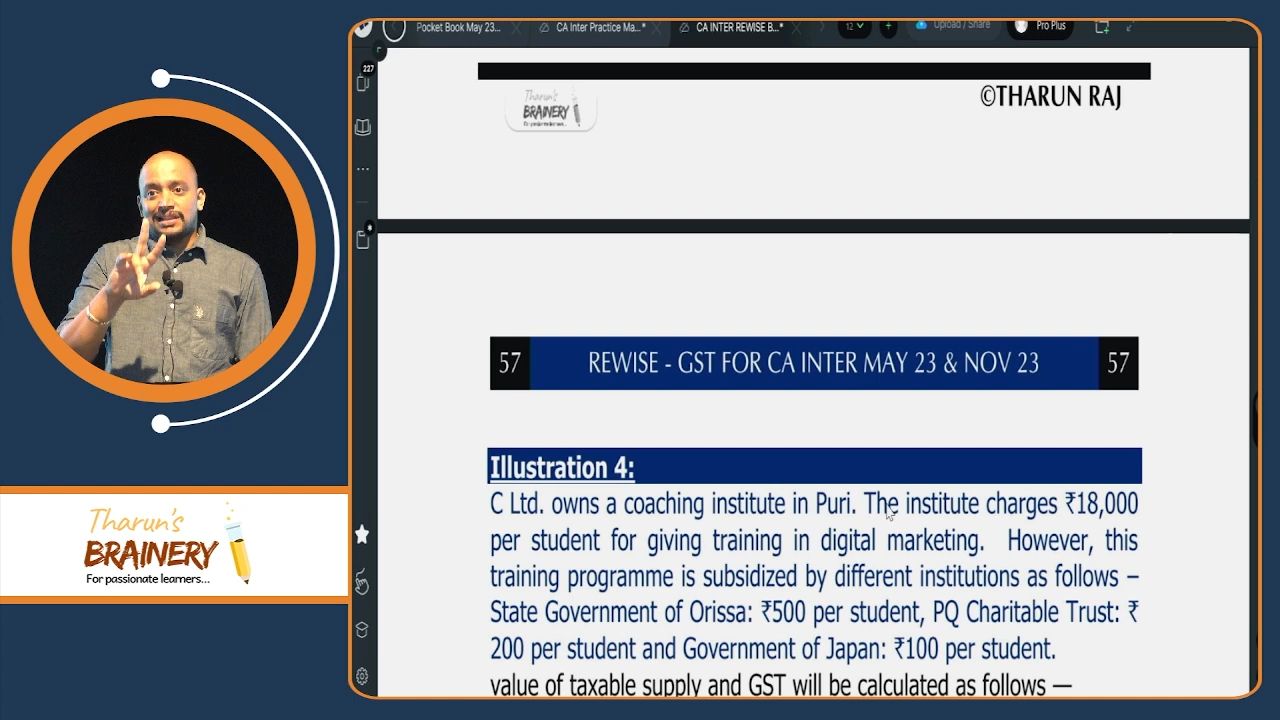 Pocket Book May 23...
CA Inter Practice Ma...*
CA INTER REWISE B...*
12
Upload / Share
Pro Plus
227
Tharun's
BRAINERY
©THARUN RAJ
57
REWISE - GST FOR CA INTER MAY 23 & NOV 23
57
Illustration 4:
C Ltd. owns a coaching institute in Puri. The institute charges ₹18,000
per student for giving training in digital marketing. However, this
training programme is subsidized by different institutions as follows –
State Government of Orissa: ₹500 per student, PQ Charitable Trust: ₹
200 per student and Government of Japan: ₹100 per student.
value of taxable supply and GST will be calculated as follows —
Tharun's
BRAINERY
For passionate learners...